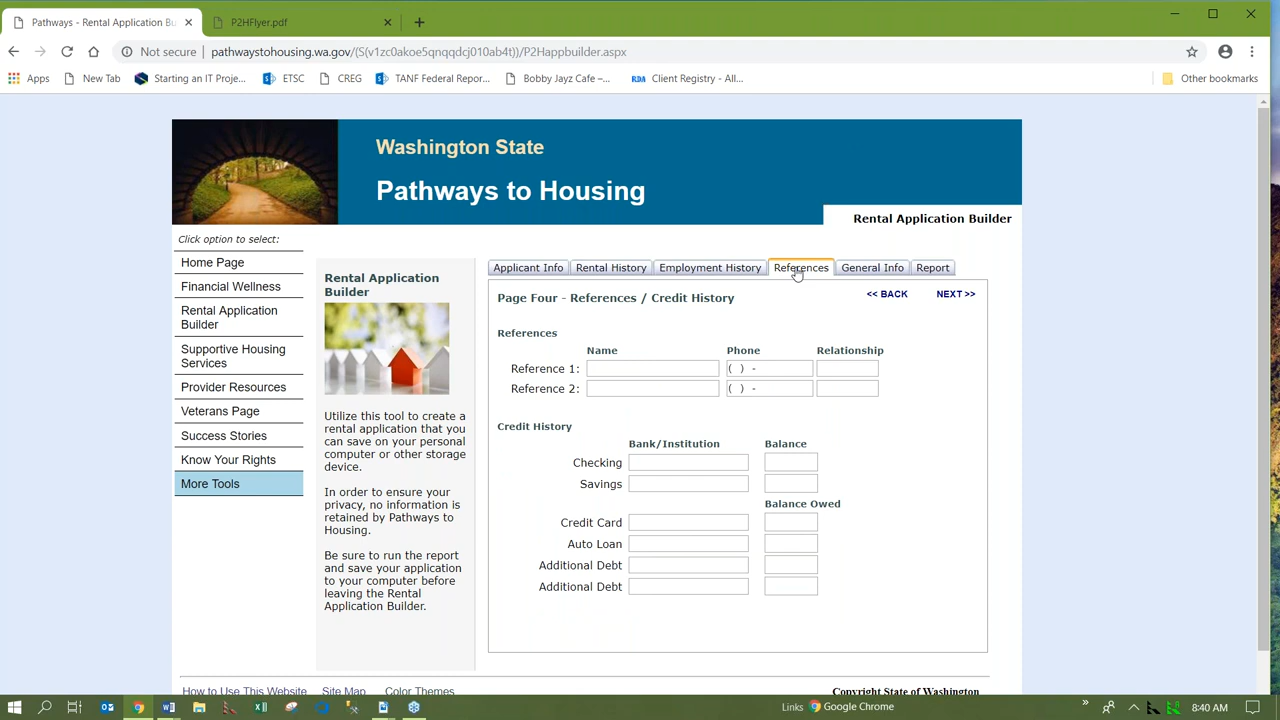 Pathways - Rental Application Bu
P2HFlyer.pdf
Not secure | pathwaystohousing.wa.gov/(S(v1zc0akoe5qnqqdcj010ab4t))/P2Happbuilder.aspx
Apps
New Tab
Starting an IT Projec...
ETSC
CREG
TANF Federal Repor...
Bobby Jayz Cafe –...
RDA
Client Registry - Al...
Other bookmarks
Washington State
Pathways to Housing
Rental Application Builder
Click option to select:
Home Page
Financial Wellness
Rental Application
Builder
Supportive Housing
Services
Provider Resources
Veterans Page
Success Stories
Know Your Rights
More Tools
Rental Application
Builder
Utilize this tool to create a
rental application that you
can save on your personal
computer or other storage
device.
In order to ensure your
privacy, no information is
retained by Pathways to
Housing.
Be sure to run the report
and save your application
to your computer before
leaving the Rental
Application Builder.
Applicant Info
Rental History
Employment History
References
General Info
Report
Page Four - References / Credit History
<< BACK
NEXT >>
References
Name
Phone
Relationship
Reference 1:
( ) -
Reference 2:
( ) -
Credit History
Bank/Institution
Balance
Checking
Savings
Balance Owed
Credit Card
Auto Loan
Additional Debt
Additional Debt
How to Use This Website
Site Map
Color Themes
Copyright State of Washington
Links
Google Chrome
8:40 AM